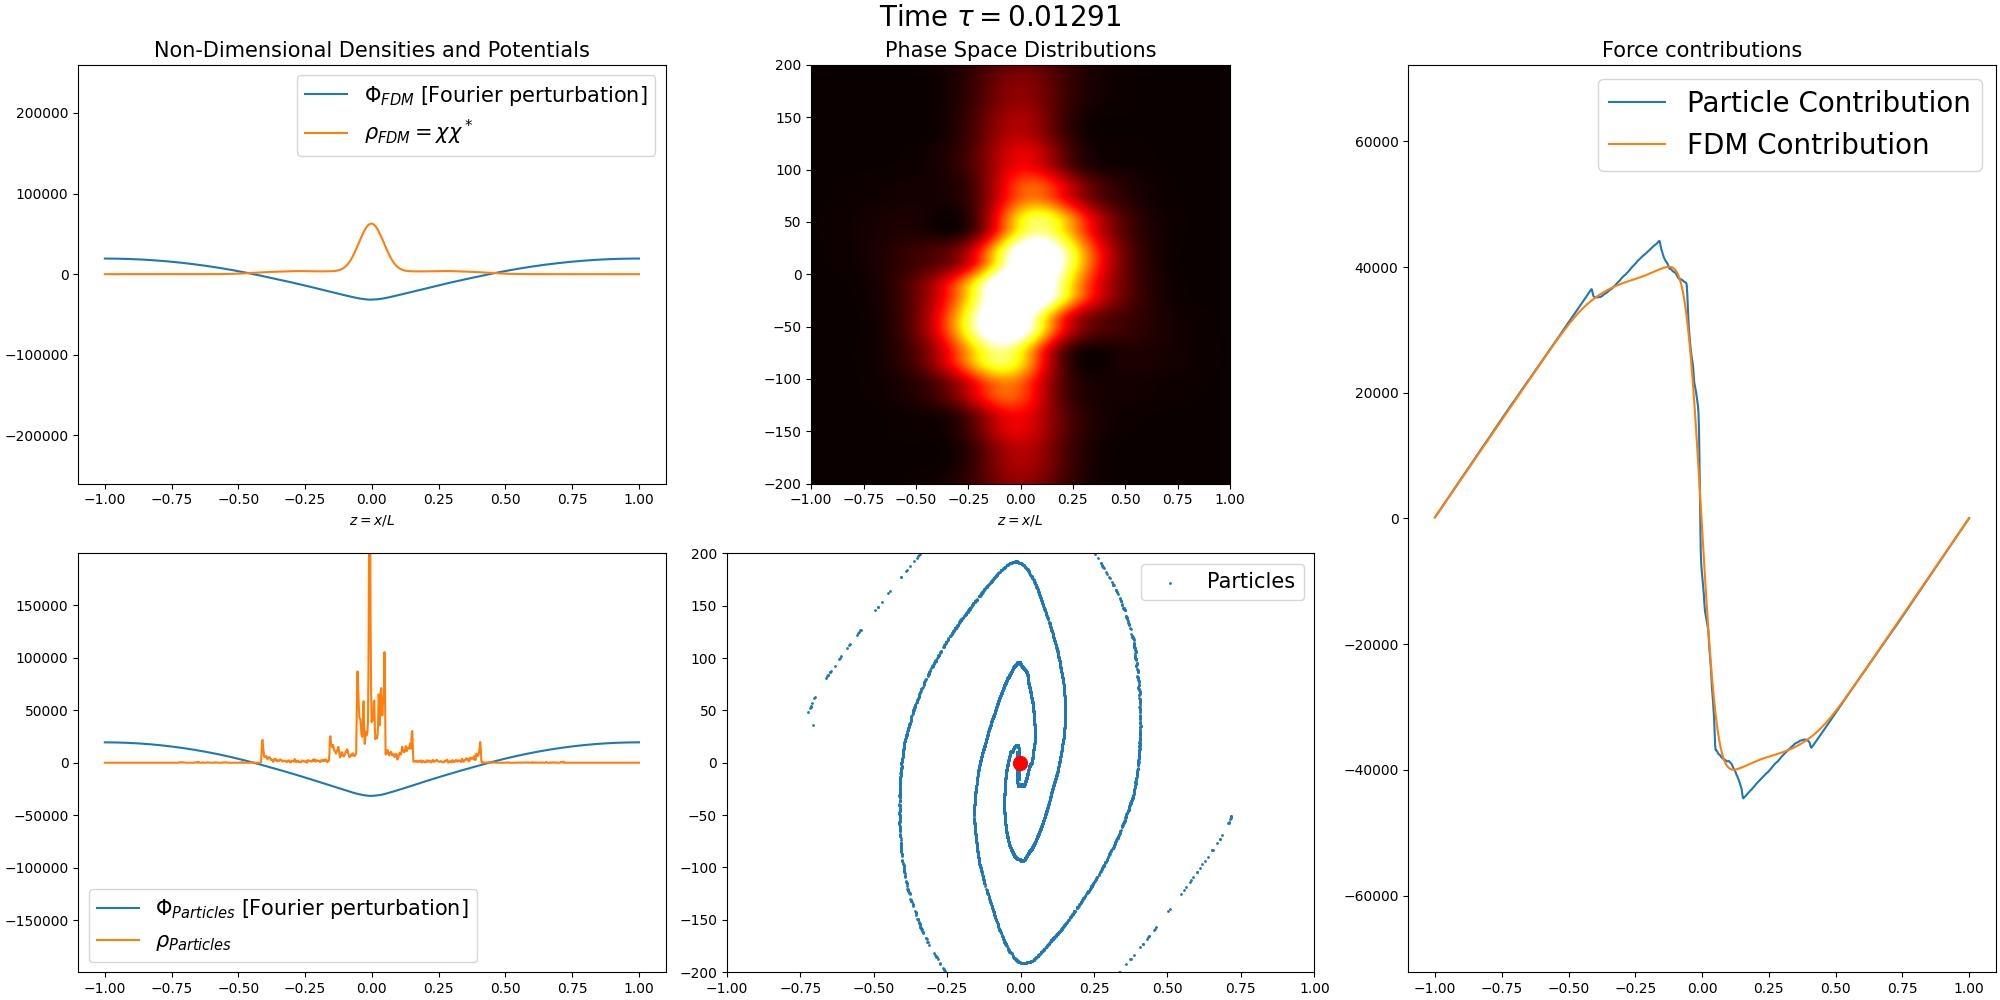 Time τ = 0.01291
Non-Dimensional Densities and Potentials
Φ_FDM [Fourier perturbation]
ρ_FDM = χχ*
200000
100000
0
−100000
−200000
−1.00 −0.75 −0.50 −0.25 0.00 0.25 0.50 0.75 1.00
z = x/L
Phase Space Distributions
200
150
100
50
0
−50
−100
−150
−200
−1.00 −0.75 −0.50 −0.25 0.00 0.25 0.50 0.75 1.00
z = x/L
Force contributions
Particle Contribution
FDM Contribution
60000
40000
20000
0
−20000
−40000
−60000
−1.00 −0.75 −0.50 −0.25 0.00 0.25 0.50 0.75 1.00
150000
100000
50000
0
−50000
−100000
−150000
Φ_Particles [Fourier perturbation]
ρ_Particles
−1.00 −0.75 −0.50 −0.25 0.00 0.25 0.50 0.75 1.00
Particles
200
150
100
50
0
−50
−100
−150
−200
−1.00 −0.75 −0.50 −0.25 0.00 0.25 0.50 0.75 1.00